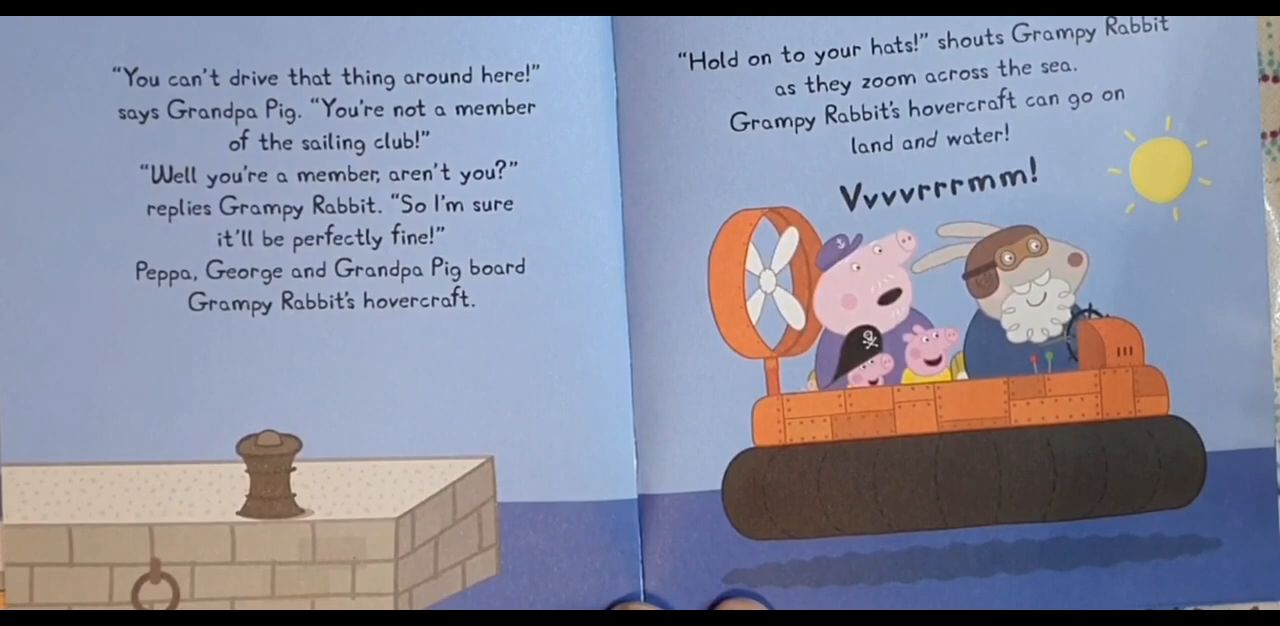 “You can't drive that thing around here!”
says Grandpa Pig. “You're not a member
of the sailing club!”
“Well you're a member, aren't you?”
replies Grampy Rabbit. “So I'm sure
it'll be perfectly fine!”
Peppa, George and Grandpa Pig board
Grampy Rabbit's hovercraft.
“Hold on to your hats!” shouts Grampy Rabbit
as they zoom across the sea.
Grampy Rabbit's hovercraft can go on
land and water!
Vvvvrrrmm!